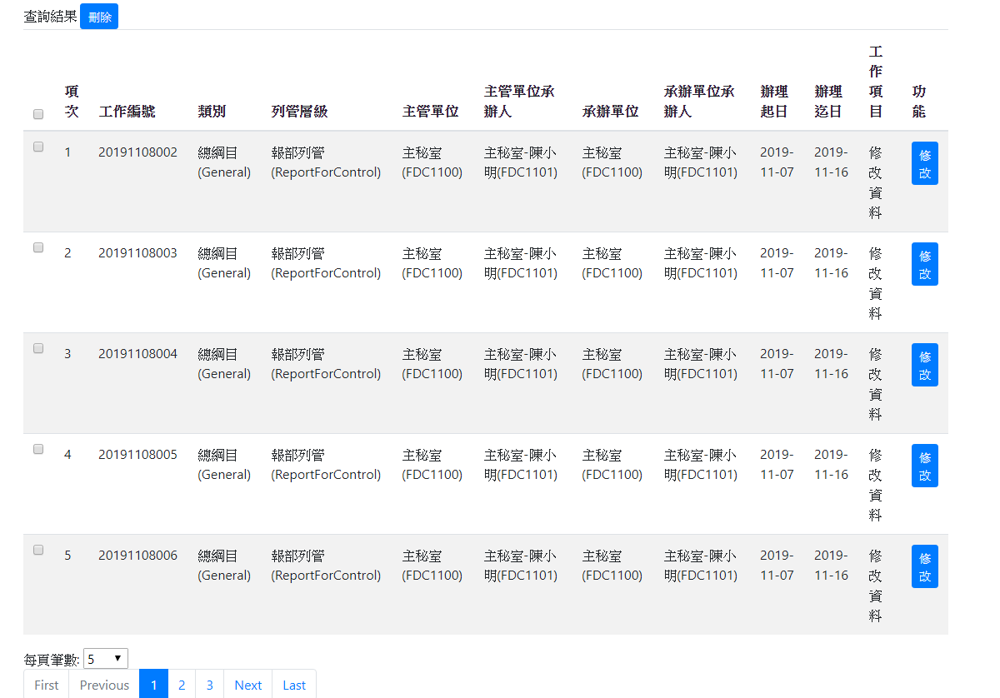 查詢結果 刪除
項次 工作編號 類別 列管層級 主管單位 主管單位承辦人 承辦單位 承辦單位承辦人 辦理起日 辦理迄日 工作項目 功能
1 20191108002 總綱目(General) 報部列管(ReportForControl) 主秘室(FDC1100) 主秘室-陳小明(FDC1101) 主秘室(FDC1100) 主秘室-陳小明(FDC1101) 2019-11-07 2019-11-16 修改資料 修改
2 20191108003 總綱目(General) 報部列管(ReportForControl) 主秘室(FDC1100) 主秘室-陳小明(FDC1101) 主秘室(FDC1100) 主秘室-陳小明(FDC1101) 2019-11-07 2019-11-16 修改資料 修改
3 20191108004 總綱目(General) 報部列管(ReportForControl) 主秘室(FDC1100) 主秘室-陳小明(FDC1101) 主秘室(FDC1100) 主秘室-陳小明(FDC1101) 2019-11-07 2019-11-16 修改資料 修改
4 20191108005 總綱目(General) 報部列管(ReportForControl) 主秘室(FDC1100) 主秘室-陳小明(FDC1101) 主秘室(FDC1100) 主秘室-陳小明(FDC1101) 2019-11-07 2019-11-16 修改資料 修改
5 20191108006 總綱目(General) 報部列管(ReportForControl) 主秘室(FDC1100) 主秘室-陳小明(FDC1101) 主秘室(FDC1100) 主秘室-陳小明(FDC1101) 2019-11-07 2019-11-16 修改資料 修改
每頁筆數: 5
First Previous 1 2 3 Next Last